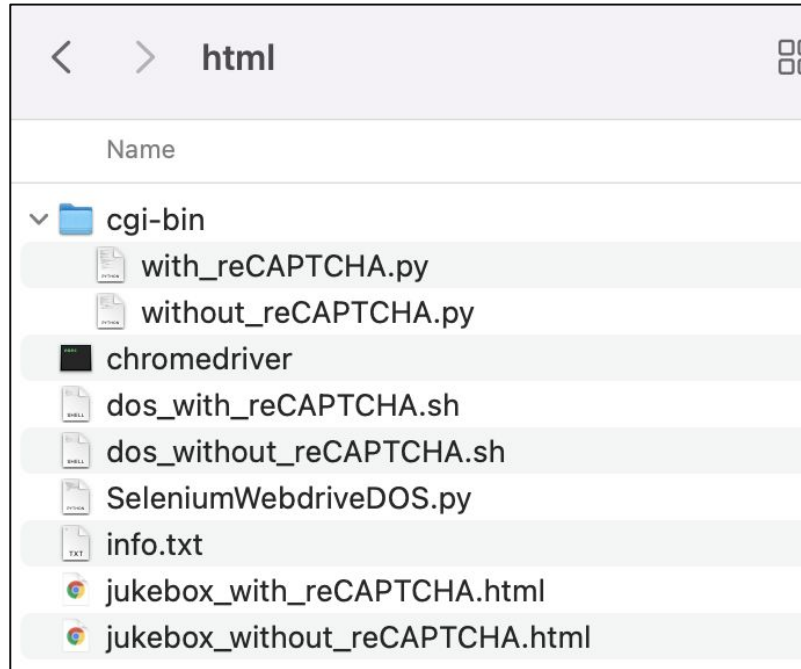 html
Name
cgi-bin
with_reCAPTCHA.py
without_reCAPTCHA.py
chromedriver
dos_with_reCAPTCHA.sh
dos_without_reCAPTCHA.sh
SeleniumWebdriveDOS.py
info.txt
jukebox_with_reCAPTCHA.html
jukebox_without_reCAPTCHA.html